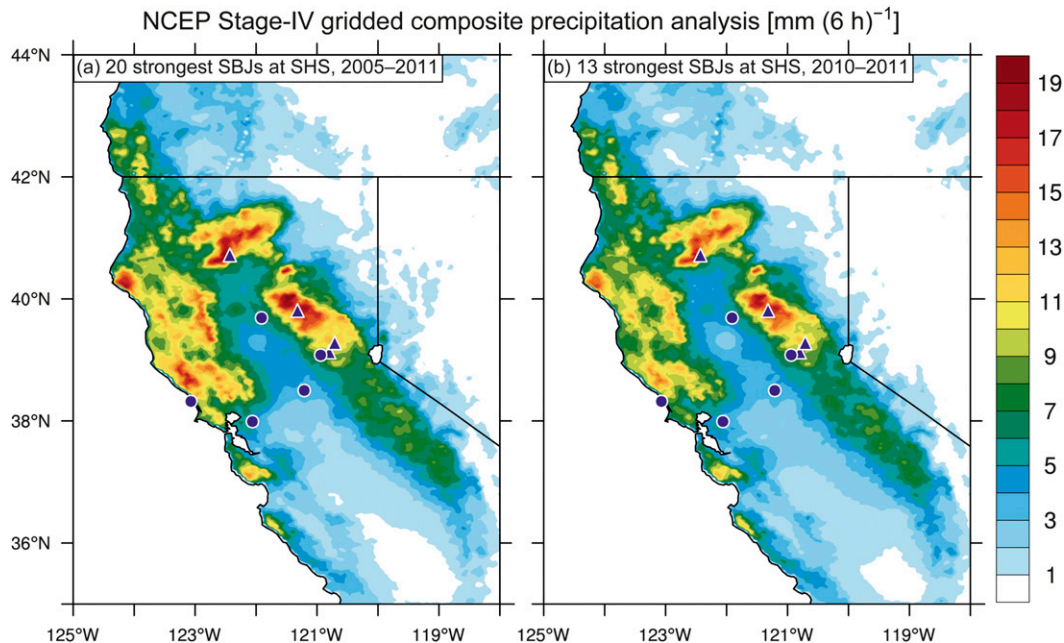 NCEP Stage-IV gridded composite precipitation analysis [mm (6 h)⁻¹]
(a) 20 strongest SBJs at SHS, 2005–2011
(b) 13 strongest SBJs at SHS, 2010–2011
44°N
42°N
40°N
38°N
36°N
125°W 123°W 121°W 119°W
125°W 123°W 121°W 119°W
19
17
15
13
11
9
7
5
3
1